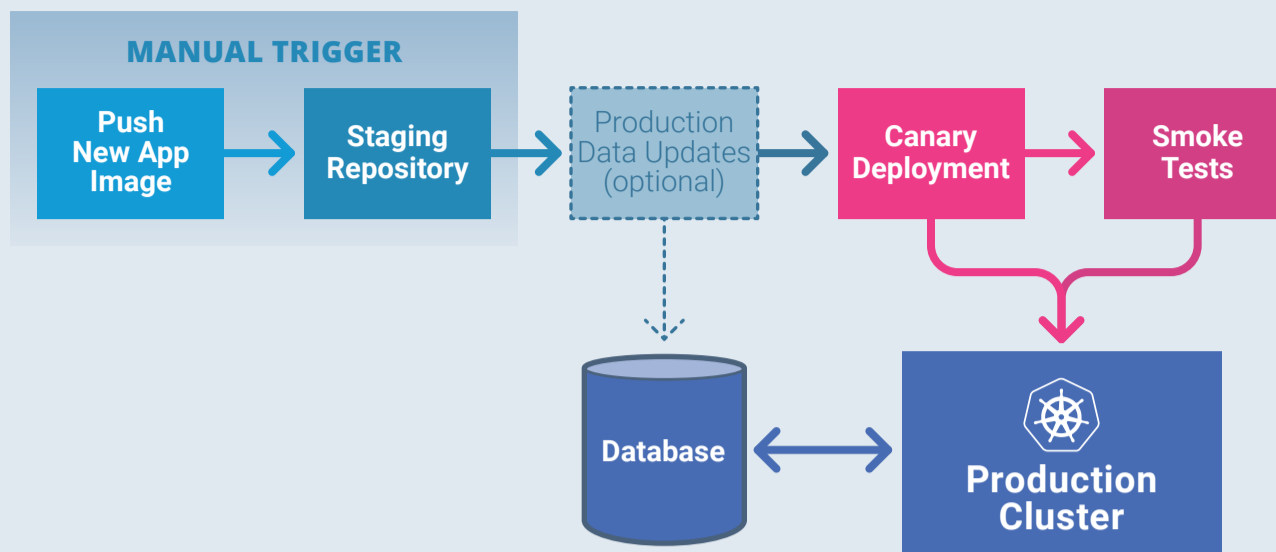 MANUAL TRIGGER
Push
New App
Image
Staging
Repository
Production
Data Updates
(optional)
Canary
Deployment
Smoke
Tests
Database
Production
Cluster